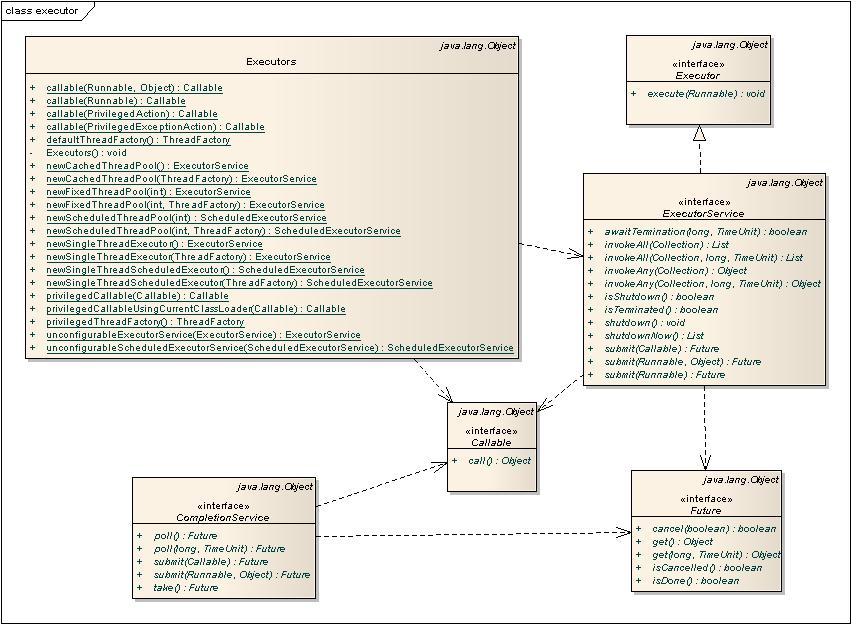 class executor
java.lang.Object
Executors
+ callable(Runnable, Object) : Callable
+ callable(Runnable) : Callable
+ callable(PrivilegedAction) : Callable
+ callable(PrivilegedExceptionAction) : Callable
+ defaultThreadFactory() : ThreadFactory
- Executors() : void
+ newCachedThreadPool() : ExecutorService
+ newCachedThreadPool(ThreadFactory) : ExecutorService
+ newFixedThreadPool(int) : ExecutorService
+ newFixedThreadPool(int, ThreadFactory) : ExecutorService
+ newScheduledThreadPool(int) : ScheduledExecutorService
+ newScheduledThreadPool(int, ThreadFactory) : ScheduledExecutorService
+ newSingleThreadExecutor() : ExecutorService
+ newSingleThreadExecutor(ThreadFactory) : ExecutorService
+ newSingleThreadScheduledExecutor() : ScheduledExecutorService
+ newSingleThreadScheduledExecutor(ThreadFactory) : ScheduledExecutorService
+ privilegedCallable(Callable) : Callable
+ privilegedCallableUsingCurrentClassLoader(Callable) : Callable
+ privilegedThreadFactory() : ThreadFactory
+ unconfigurableExecutorService(ExecutorService) : ExecutorService
+ unconfigurableScheduledExecutorService(ScheduledExecutorService) : ScheduledExecutorService
java.lang.Object
«interface»
Executor
+ execute(Runnable) : void
java.lang.Object
«interface»
ExecutorService
+ awaitTermination(long, TimeUnit) : boolean
+ invokeAll(Collection) : List
+ invokeAll(Collection, long, TimeUnit) : List
+ invokeAny(Collection) : Object
+ invokeAny(Collection, long, TimeUnit) : Object
+ isShutdown() : boolean
+ isTerminated() : boolean
+ shutdown() : void
+ shutdownNow() : List
+ submit(Callable) : Future
+ submit(Runnable, Object) : Future
+ submit(Runnable) : Future
java.lang.Object
«interface»
Callable
+ call() : Object
java.lang.Object
«interface»
CompletionService
+ poll() : Future
+ poll(long, TimeUnit) : Future
+ submit(Callable) : Future
+ submit(Runnable, Object) : Future
+ take() : Future
java.lang.Object
«interface»
Future
+ cancel(boolean) : boolean
+ get() : Object
+ get(long, TimeUnit) : Object
+ isCancelled() : boolean
+ isDone() : boolean